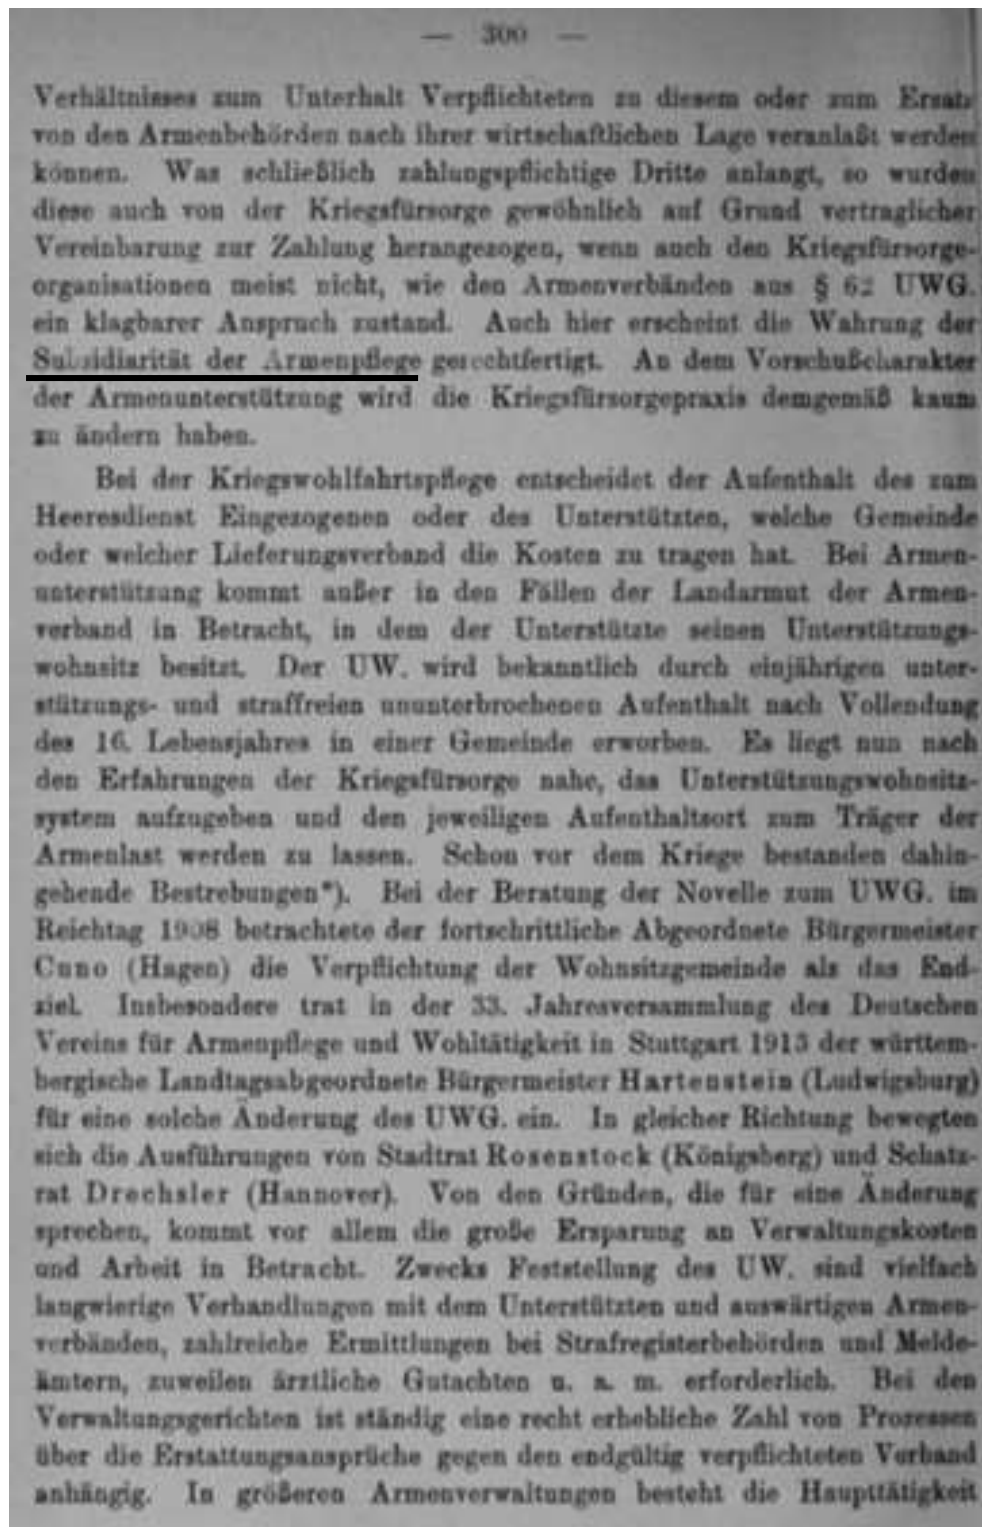 — 300 —
Verhältnisses zum Unterhalt Verpflichteten zu diesem oder zum Ersatz
von den Armenbehörden nach ihrer wirtschaftlichen Lage veranlaßt werden
können. Was schließlich zahlungspflichtige Dritte anlangt, so wurden
diese auch von der Kriegsfürsorge gewöhnlich auf Grund vertraglicher
Vereinbarung zur Zahlung herangezogen, wenn auch den Kriegsfürsorge-
organisationen meist nicht, wie den Armenverbänden aus § 62 UWG.
ein klagbarer Anspruch zustand. Auch hier erscheint die Wahrung der
Subsidiarität der Armenpflege gerechtfertigt. An dem Vorschußcharakter
der Armenunterstützung wird die Kriegsfürsorgepraxis demgemäß kaum
zu ändern haben.
Bei der Kriegswohlfahrtspflege entscheidet der Aufenthalt des zum
Heeresdienst Eingezogenen oder des Unterstützten, welche Gemeinde
oder welcher Lieferungsverband die Kosten zu tragen hat. Bei Armen-
unterstützung kommt außer in den Fällen der Landarmut der Armen-
verband in Betracht, in dem der Unterstützte seinen Unterstützungs-
wohnsitz besitzt. Der UW. wird bekanntlich durch einjährigen unter-
stützungs- und straffreien ununterbrochenen Aufenthalt nach Vollendung
des 16. Lebensjahres in einer Gemeinde erworben. Es liegt nun nach
den Erfahrungen der Kriegsfürsorge nahe, das Unterstützungswohnsitz-
system aufzugeben und den jeweiligen Aufenthaltsort zum Träger der
Armenlast werden zu lassen. Schon vor dem Kriege bestanden dahin-
gehende Bestrebungen*). Bei der Beratung der Novelle zum UWG. im
Reichtag 1908 betrachtete der fortschrittliche Abgeordnete Bürgermeister
Cuno (Hagen) die Verpflichtung der Wohnsitzgemeinde als das End-
ziel. Insbesondere trat in der 33. Jahresversammlung des Deutschen
Vereins für Armenpflege und Wohltätigkeit in Stuttgart 1913 der württem-
bergische Landtagsabgeordnete Bürgermeister Hartenstein (Ludwigsburg)
für eine solche Änderung des UWG. ein. In gleicher Richtung bewegten
sich die Ausführungen von Stadtrat Rosenstock (Königsberg) und Schatz-
rat Drechsler (Hannover). Von den Gründen, die für eine Änderung
sprechen, kommt vor allem die große Ersparung an Verwaltungskosten
und Arbeit in Betracht. Zwecks Feststellung des UW. sind vielfach
langwierige Verhandlungen mit dem Unterstützten und auswärtigen Armen-
verbänden, zahlreiche Ermittlungen bei Strafregisterbehörden und Melde-
ämtern, zuweilen ärztliche Gutachten u. a. m. erforderlich. Bei den
Verwaltungsgerichten ist ständig eine recht erhebliche Zahl von Prozessen
über die Erstattungsansprüche gegen den endgültig verpflichteten Verband
anhängig. In größeren Armenverwaltungen besteht die Haupttätigkeit